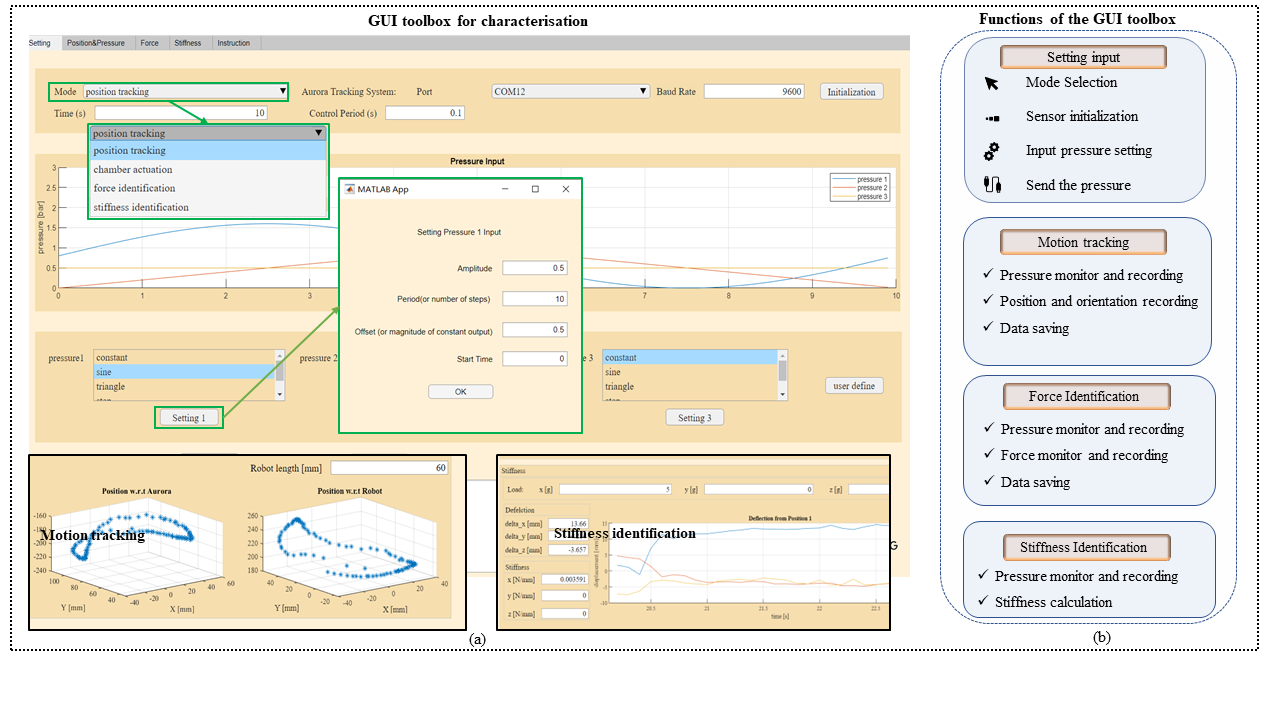 GUI toolbox for characterisation
Setting Position&Pressure Force Stiffness Instruction
Mode position tracking Aurora Tracking System: Port COM12 Baud Rate 9600 Initialization
Time (s) 10 Control Period (s) 0.1
position tracking
position tracking
chamber actuation
force identification
stiffness identification
Pressure Input
pressure [bar]
3
2.5
2
1.5
1
0.5
0
0 1 2 3 7 8 9 10
pressure 1
pressure 2
pressure 3
MATLAB App
Setting Pressure 1 Input
Amplitude 0.5
Period(or number of steps) 10
Offset (or magnitude of constant output) 0.5
Start Time 0
OK
pressure1 constant
sine
triangle
Setting 1
pressure 2
e 3 constant
sine
triangle
Setting 3
user define
Robot length [mm] 60
Position w.r.t Aurora
-160
-180
-200
-220
-240
100 80 60 40
Y [mm]
-40 -20 0 20 40 60
X [mm]
Position w.r.t Robot
260
240
220
200
180
40 20 0 -20
Y [mm]
-40 -20 0 20 40
X [mm]
Motion tracking
Stiffness
Load: x [g] 5 y [g] 0 z [g]
Defelction
delta_x [mm] 13.66
delta_y [mm]
delta_z [mm] -3.657
Stiffness
x [N/mm] 0.003591
y [N/mm] 0
z [N/mm] 0
Deflection from Position 1
displacement [mm]
15
10
5
0
-5
-10
20.5 21 21.5 22 22.5
time [s]
Stiffness identification
G
(a)
Functions of the GUI toolbox
Setting input
Mode Selection
Sensor initialization
Input pressure setting
Send the pressure
Motion tracking
✓ Pressure monitor and recording
✓ Position and orientation recording
✓ Data saving
Force Identification
✓ Pressure monitor and recording
✓ Force monitor and recording
✓ Data saving
Stiffness Identification
✓ Pressure monitor and recording
✓ Stiffness calculation
(b)